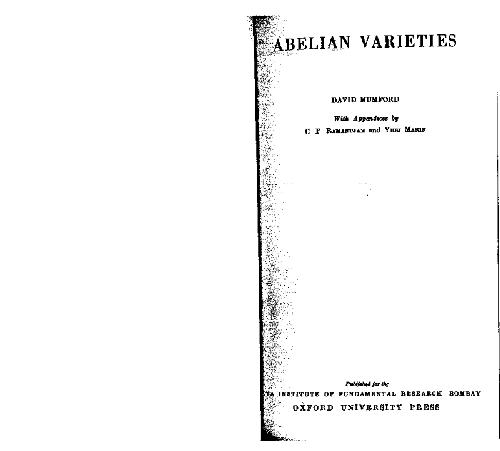 ABELIAN VARIETIES
DAVID MUMFORD
With Appendices by
C. P. RAMANUJAM and YURI MANIN
Published for the
INSTITUTE OF FUNDAMENTAL RESEARCH BOMBAY
OXFORD UNIVERSITY PRESS